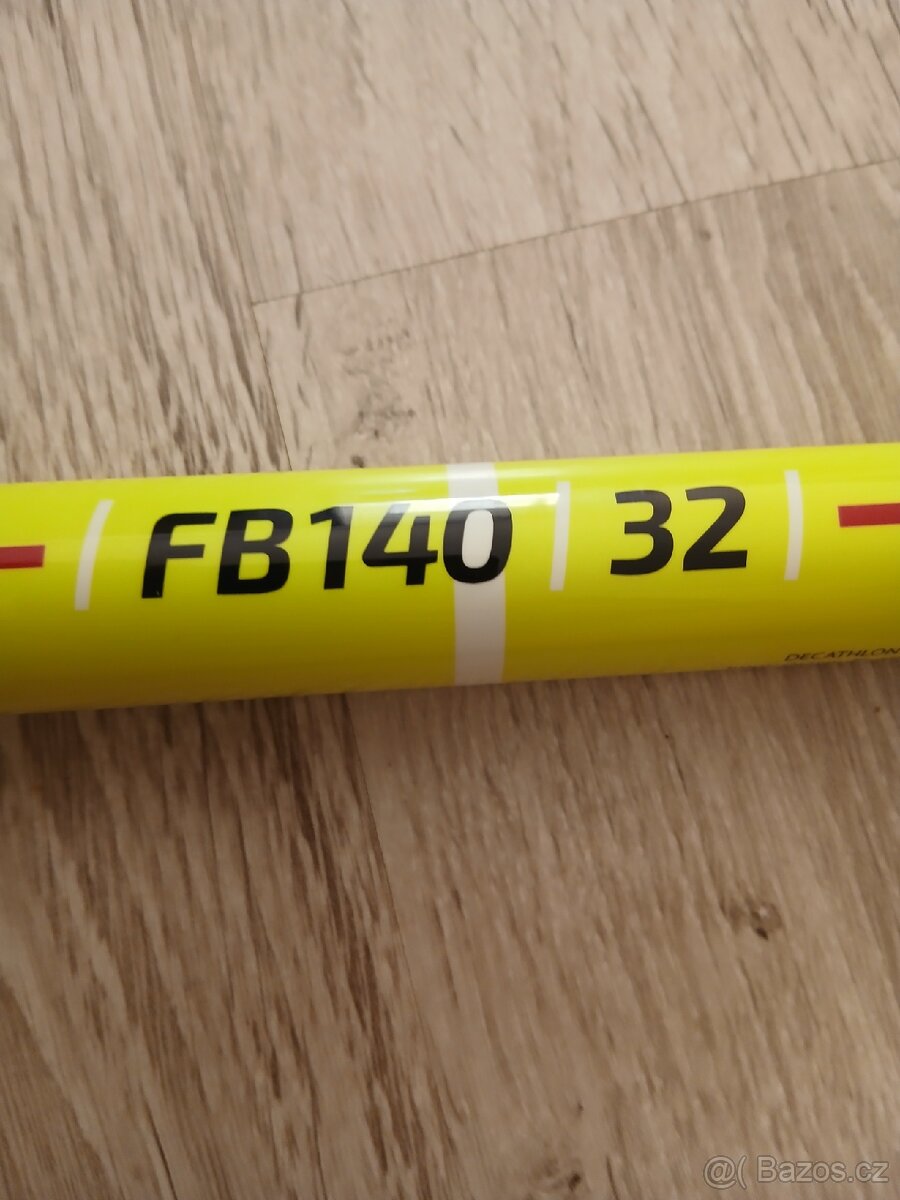 FB140 | 32
DECATHLON
@( Bazos.cz